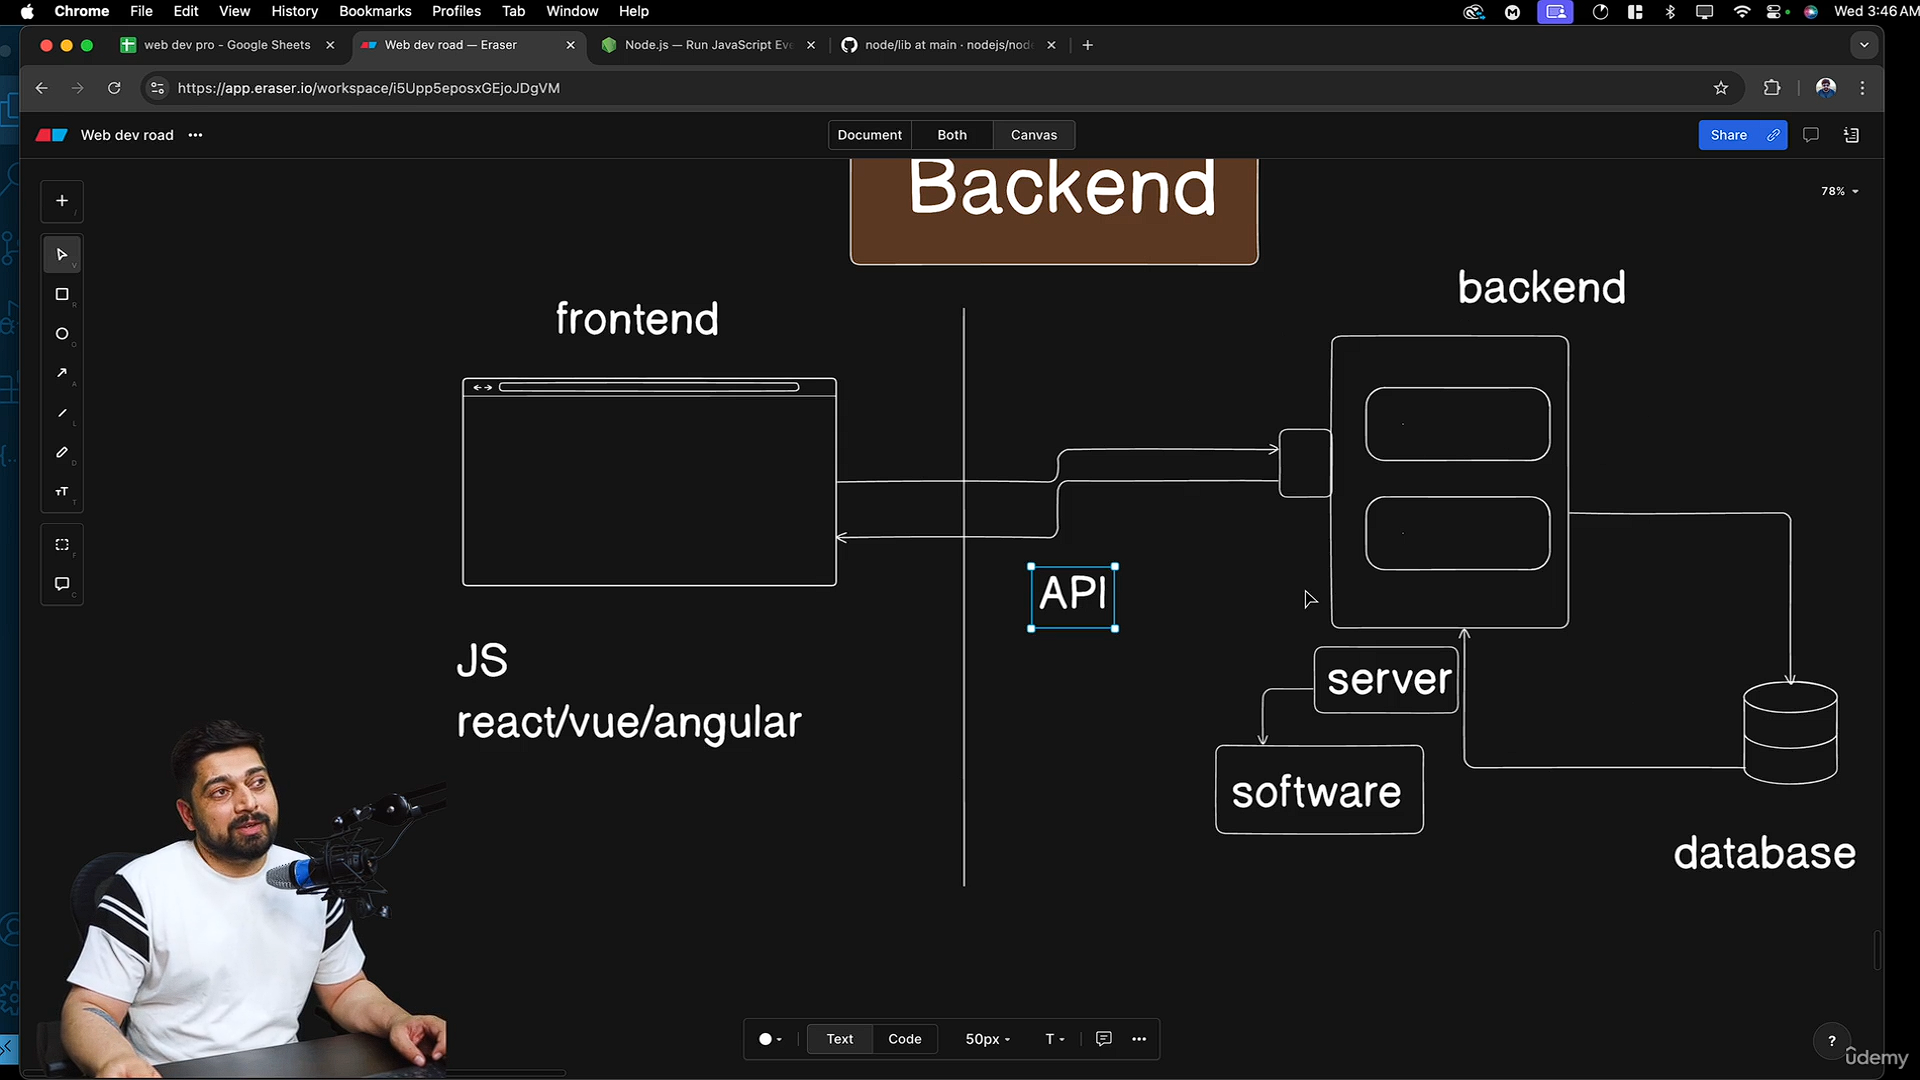 Chrome File Edit View History Bookmarks Profiles Tab Window Help
Wed 3:46 AM
web dev pro - Google Sheets
Web dev road — Eraser
Node.js — Run JavaScript Eve
node/lib at main · nodejs/nod
https://app.eraser.io/workspace/i5Upp5eposxGEjoJDgVM
Web dev road
Document Both Canvas
Share
78%
Backend
frontend
backend
API
JS
react/vue/angular
server
software
database
Text Code 50px T
?
ûdemy